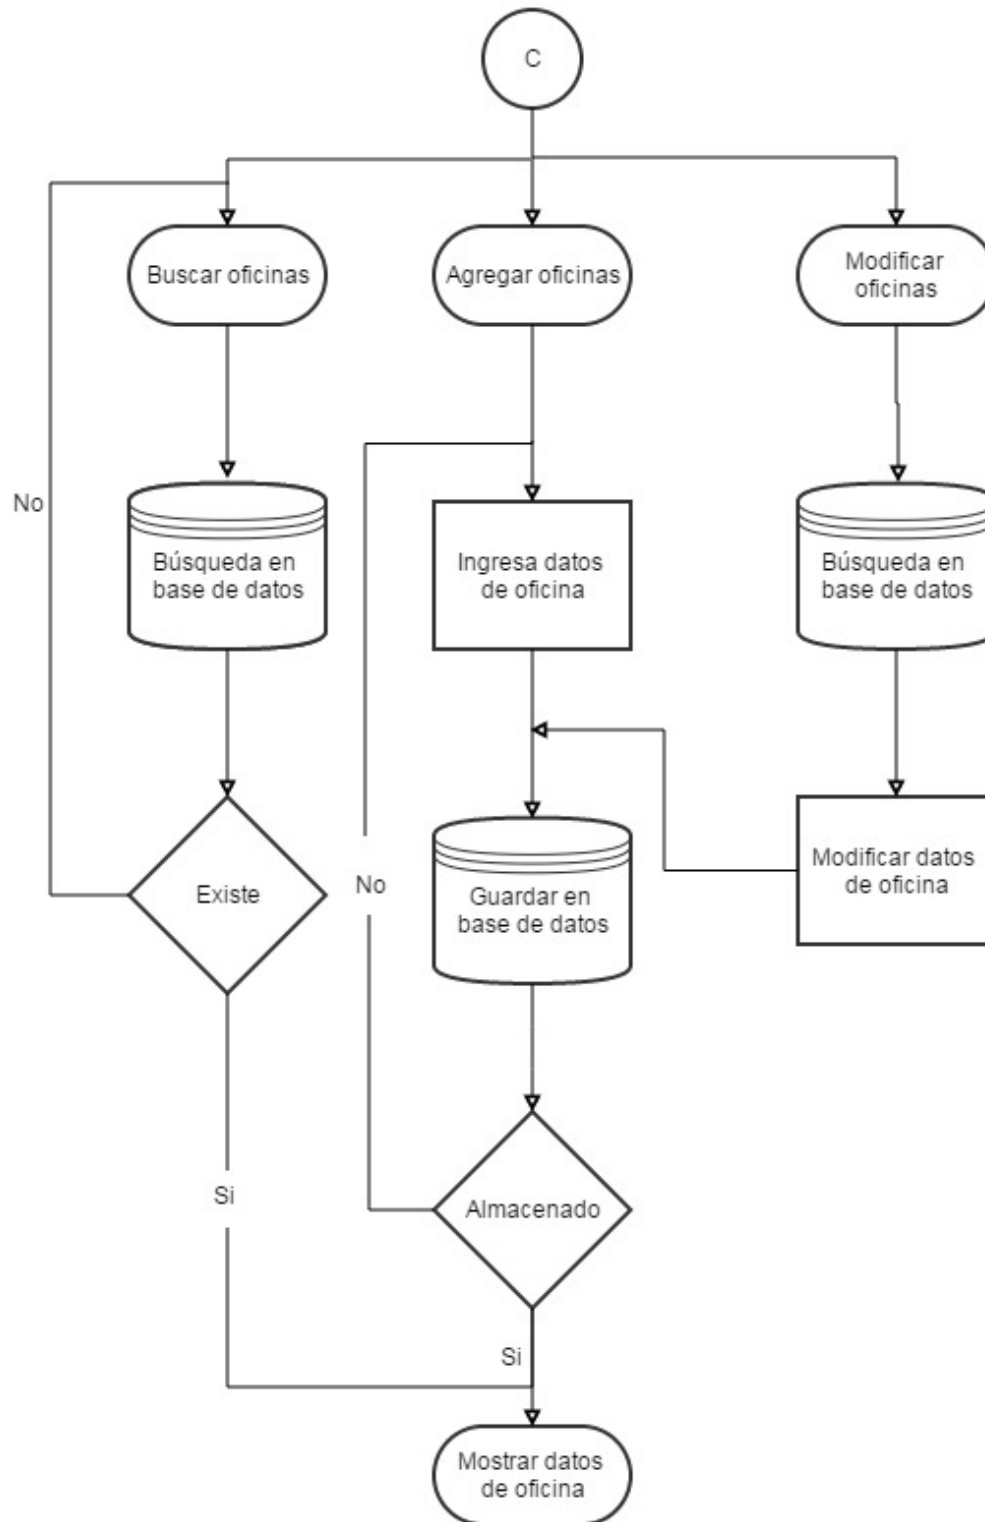 C
Buscar oficinas
Agregar oficinas
Modificar
oficinas
No
Búsqueda en
base de datos
Ingresa datos
de oficina
Búsqueda en
base de datos
Existe
No
Guardar en
base de datos
Modificar datos
de oficina
Si
Almacenado
Si
Mostrar datos
de oficina